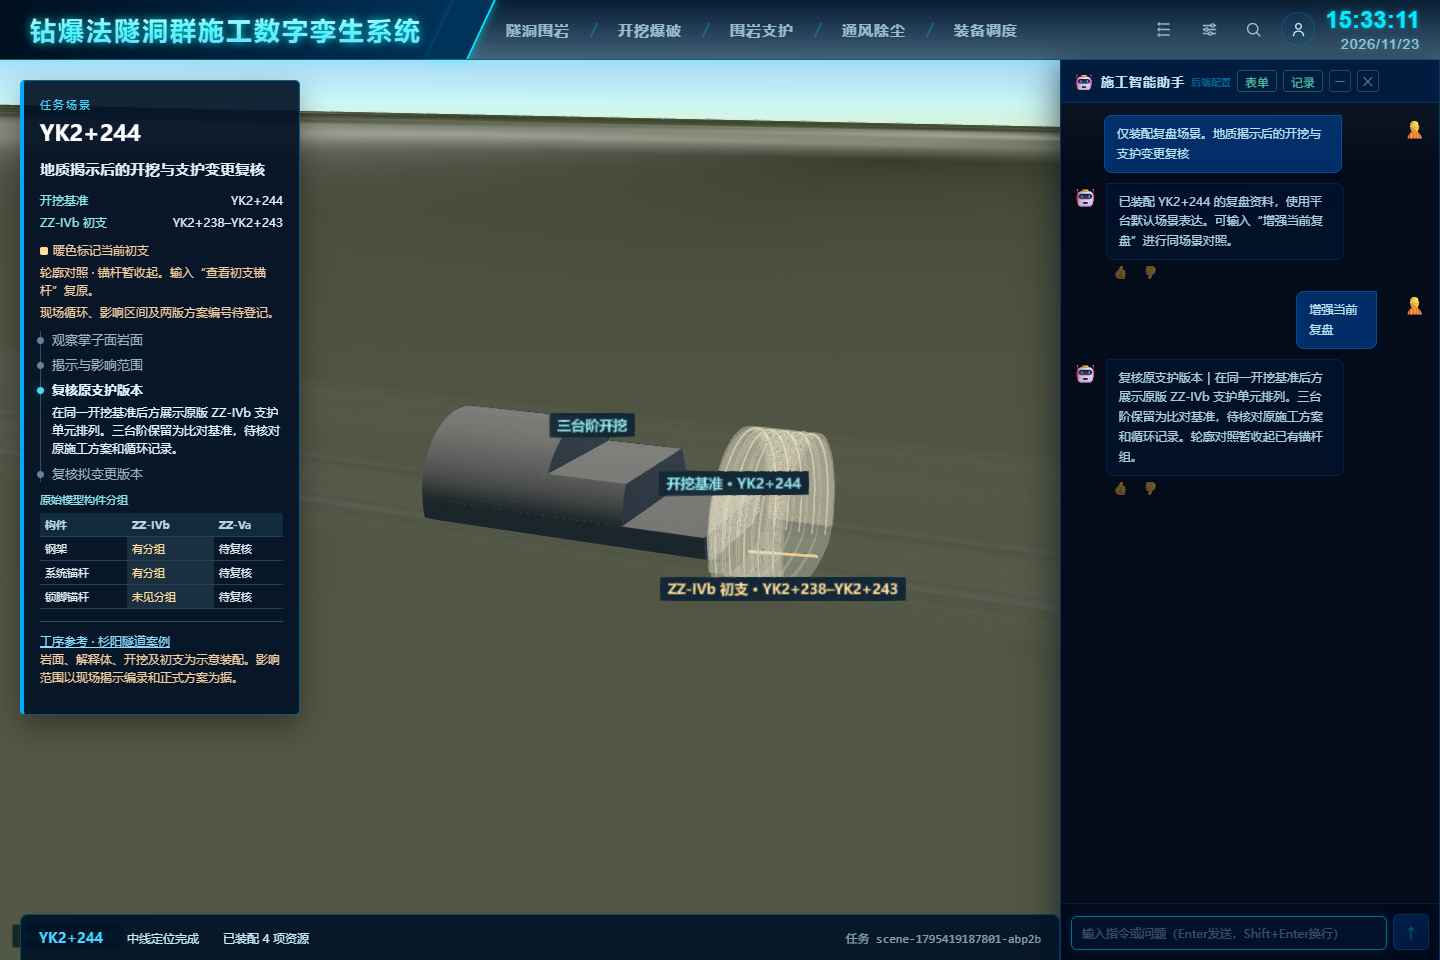 钻爆法隧洞群施工数字孪生系统
隧洞围岩 / 开挖爆破 / 围岩支护 / 通风除尘 / 装备调度
15:33:11
2026/11/23
任务场景
YK2+244
地质揭示后的开挖与支护变更复核
开挖基准 YK2+244
ZZ-IVb 初支 YK2+238–YK2+243
暖色标记当前初支
轮廓对照 · 锚杆暂收起。输入“查看初支锚
杆”复原。
现场循环、影响区间及两版方案编号待登记。
观察掌子面岩面
揭示与影响范围
复核原支护版本
在同一开挖基准后方展示原版 ZZ-IVb 支护
单元排列。三台阶保留为比对基准，待核对
原施工方案和循环记录。
复核拟变更版本
原始模型构件分组
构件 ZZ-IVb ZZ-Va
钢架 有分组 待复核
系统锚杆 有分组 待复核
锁脚锚杆 未见分组 待复核
工序参考 · 杉阳隧道案例
岩面、解释体、开挖及初支为示意装配。影响
范围以现场揭示编录和正式方案为据。
三台阶开挖
开挖基准 • YK2+244
ZZ-IVb 初支 • YK2+238–YK2+243
YK2+244 中线定位完成 已装配 4 项资源
任务 scene-1795419187801-abp2b
施工智能助手 后端配置 表单 记录
仅装配复盘场景。地质揭示后的开挖与
支护变更复核
已装配 YK2+244 的复盘资料，使用平
台默认场景表达。可输入“增强当前复
盘”进行同场景对照。
增强当前
复盘
复核原支护版本 | 在同一开挖基准后方
展示原版 ZZ-IVb 支护单元排列。三台
阶保留为比对基准，待核对原施工方案
和循环记录。轮廓对照暂收起已有锚杆
组。
输入指令或问题（Enter发送，Shift+Enter换行）